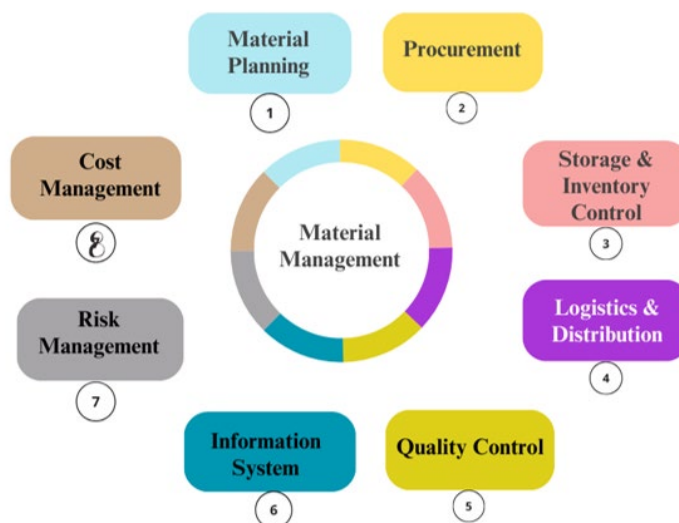 Material
Planning
1
Procurement
2
Storage &
Inventory
Control
3
Logistics &
Distribution
4
Quality Control
5
Information
System
6
Risk
Management
7
Cost
Management
8
Material
Management